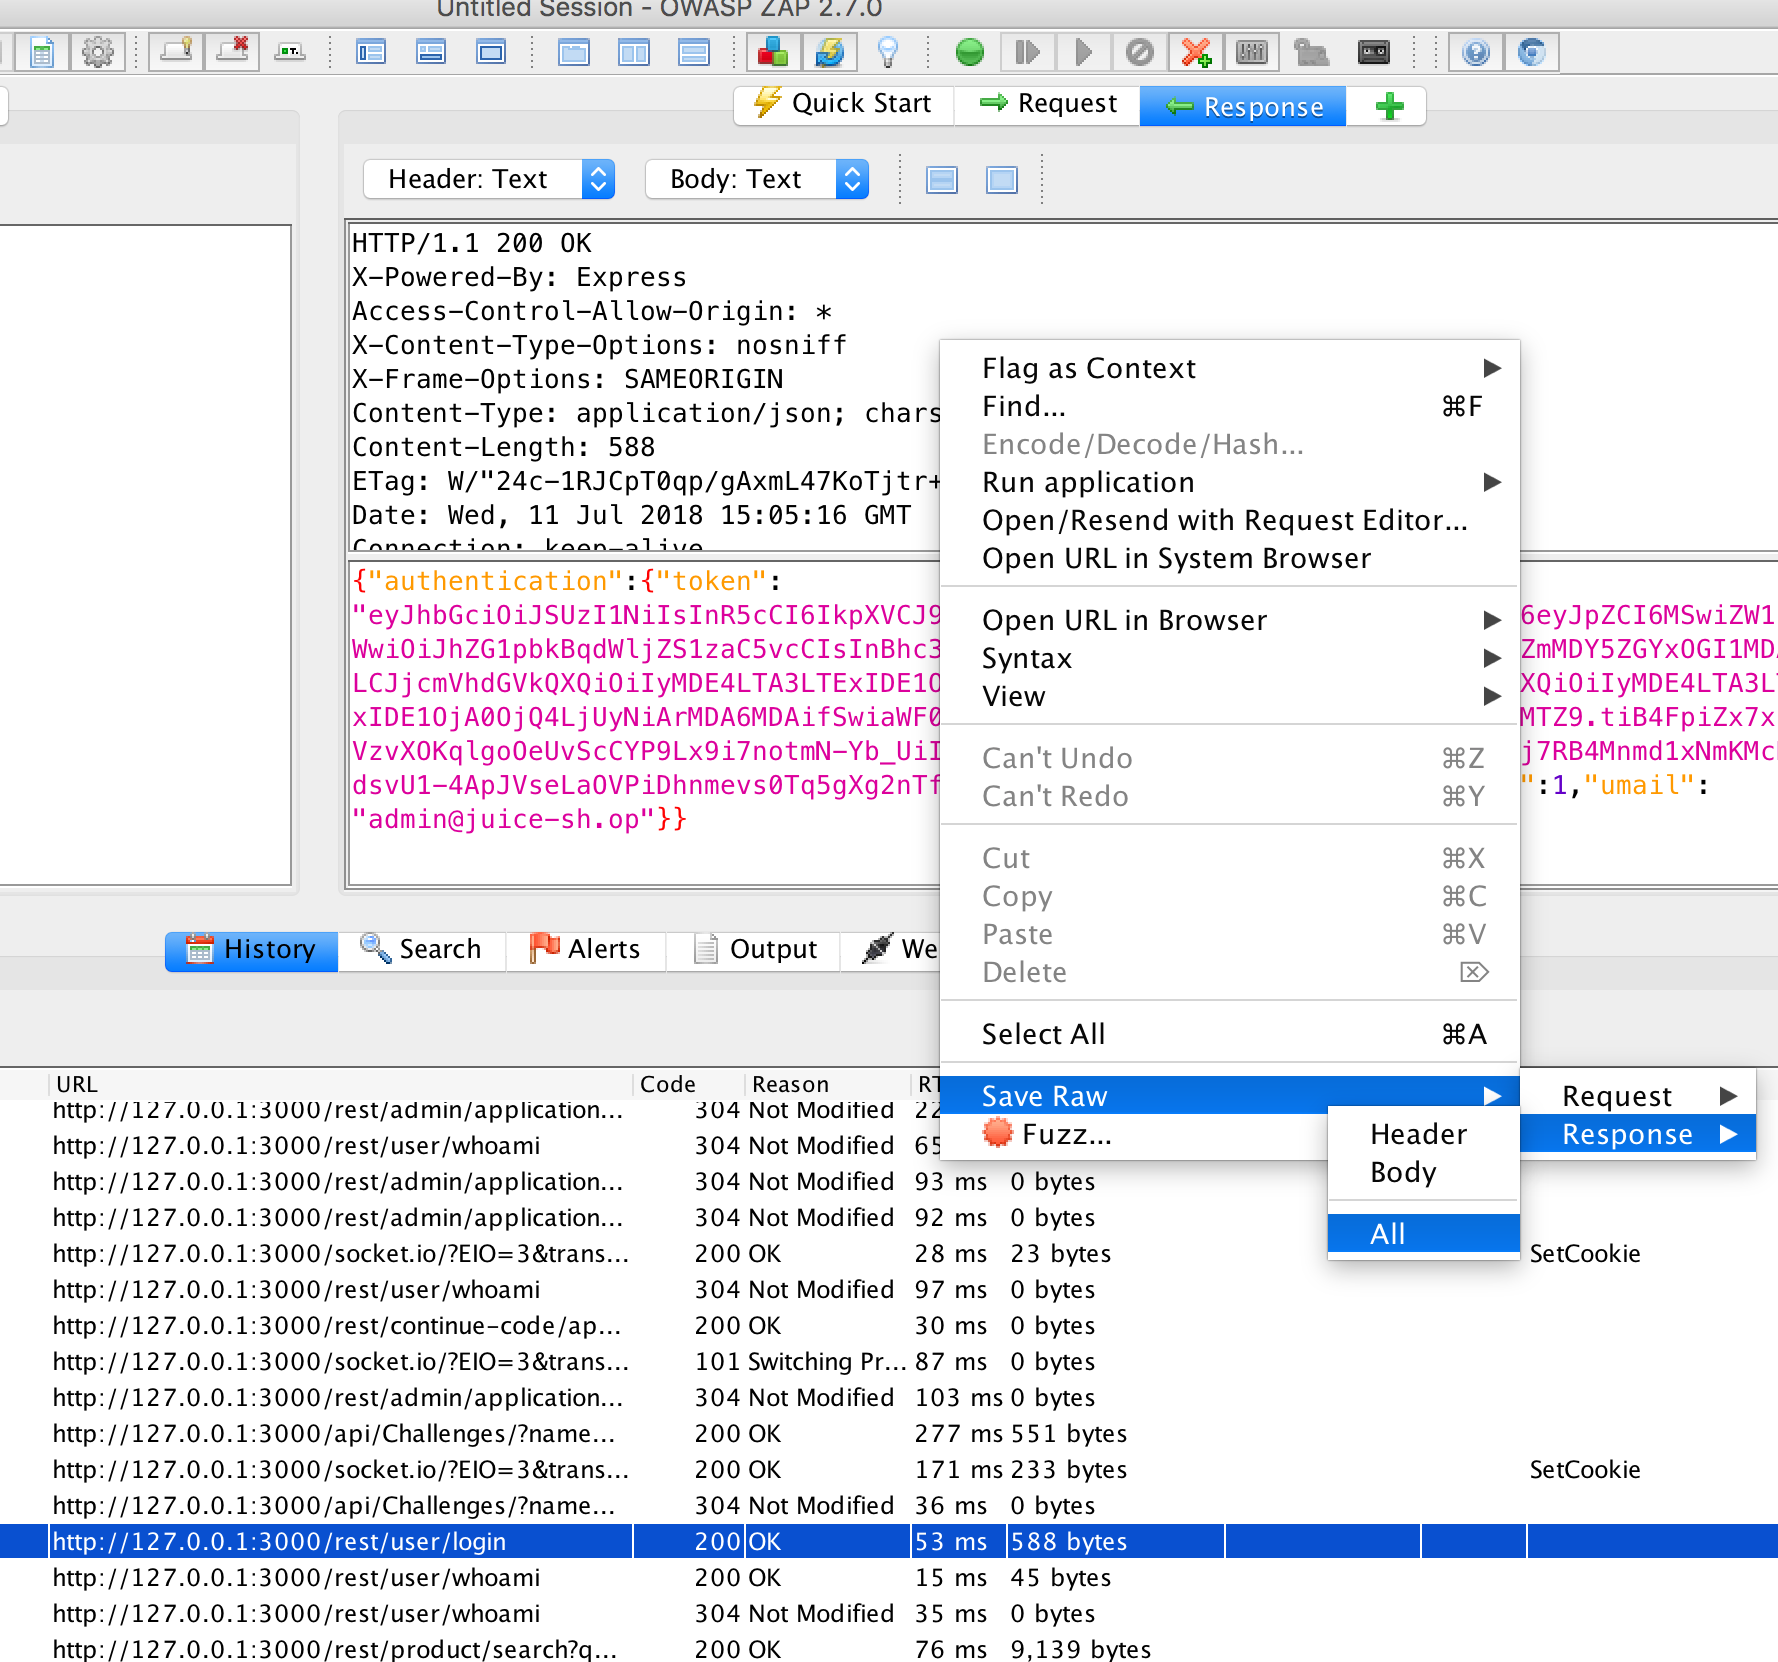 Untitled Session - OWASP ZAP 2.7.0
Quick Start
Request
Response
Header: Text
Body: Text
HTTP/1.1 200 OK
X-Powered-By: Express
Access-Control-Allow-Origin: *
X-Content-Type-Options: nosniff
X-Frame-Options: SAMEORIGIN
Content-Type: application/json; chars
Content-Length: 588
ETag: W/"24c-1RJCpT0qp/gAxmL47KoTjtr+
Date: Wed, 11 Jul 2018 15:05:16 GMT
Connection: keep-alive
{"authentication":{"token":
"eyJhbGciOiJSUzI1NiIsInR5cCI6IkpXVCJ9 6eyJpZCI6MSwiZW1
WwiOiJhZG1pbkBqdWljZS1zaC5vcCIsInBhc3 ZmMDY5ZGYxOGI1MD
LCJjcmVhdGVkQXQiOiIyMDE4LTA3LTExIDE1O XQiOiIyMDE4LTA3L
xIDE1OjA0OjQ4LjUyNiArMDA6MDAifSwiaWF0 MTZ9.tiB4FpiZx7x
VzvXOKqlgoOeUvScCYP9Lx9i7notmN-Yb_UiI j7RB4Mnmd1xNmKMc
dsvU1-4ApJVseLaOVPiDhnmevs0Tq5gXg2nTf ":1,"umail":
"admin@juice-sh.op"}}
Flag as Context
Find... ⌘F
Encode/Decode/Hash...
Run application
Open/Resend with Request Editor...
Open URL in System Browser
Open URL in Browser
Syntax
View
Can't Undo ⌘Z
Can't Redo ⌘Y
Cut ⌘X
Copy ⌘C
Paste ⌘V
Delete ⌦
Select All ⌘A
Save Raw
Fuzz...
Request
Response
Header
Body
All
History
Search
Alerts
Output
We
URL Code Reason RT
http://127.0.0.1:3000/rest/admin/application... 304 Not Modified 22
http://127.0.0.1:3000/rest/user/whoami 304 Not Modified 65
http://127.0.0.1:3000/rest/admin/application... 304 Not Modified 93 ms 0 bytes
http://127.0.0.1:3000/rest/admin/application... 304 Not Modified 92 ms 0 bytes
http://127.0.0.1:3000/socket.io/?EIO=3&trans... 200 OK 28 ms 23 bytes SetCookie
http://127.0.0.1:3000/rest/user/whoami 304 Not Modified 97 ms 0 bytes
http://127.0.0.1:3000/rest/continue-code/ap... 200 OK 30 ms 0 bytes
http://127.0.0.1:3000/socket.io/?EIO=3&trans... 101 Switching Pr... 87 ms 0 bytes
http://127.0.0.1:3000/rest/admin/application... 304 Not Modified 103 ms 0 bytes
http://127.0.0.1:3000/api/Challenges/?name... 200 OK 277 ms 551 bytes
http://127.0.0.1:3000/socket.io/?EIO=3&trans... 200 OK 171 ms 233 bytes SetCookie
http://127.0.0.1:3000/api/Challenges/?name... 304 Not Modified 36 ms 0 bytes
http://127.0.0.1:3000/rest/user/login 200 OK 53 ms 588 bytes
http://127.0.0.1:3000/rest/user/whoami 200 OK 15 ms 45 bytes
http://127.0.0.1:3000/rest/user/whoami 304 Not Modified 35 ms 0 bytes
http://127.0.0.1:3000/rest/product/search?q... 200 OK 76 ms 9,139 bytes